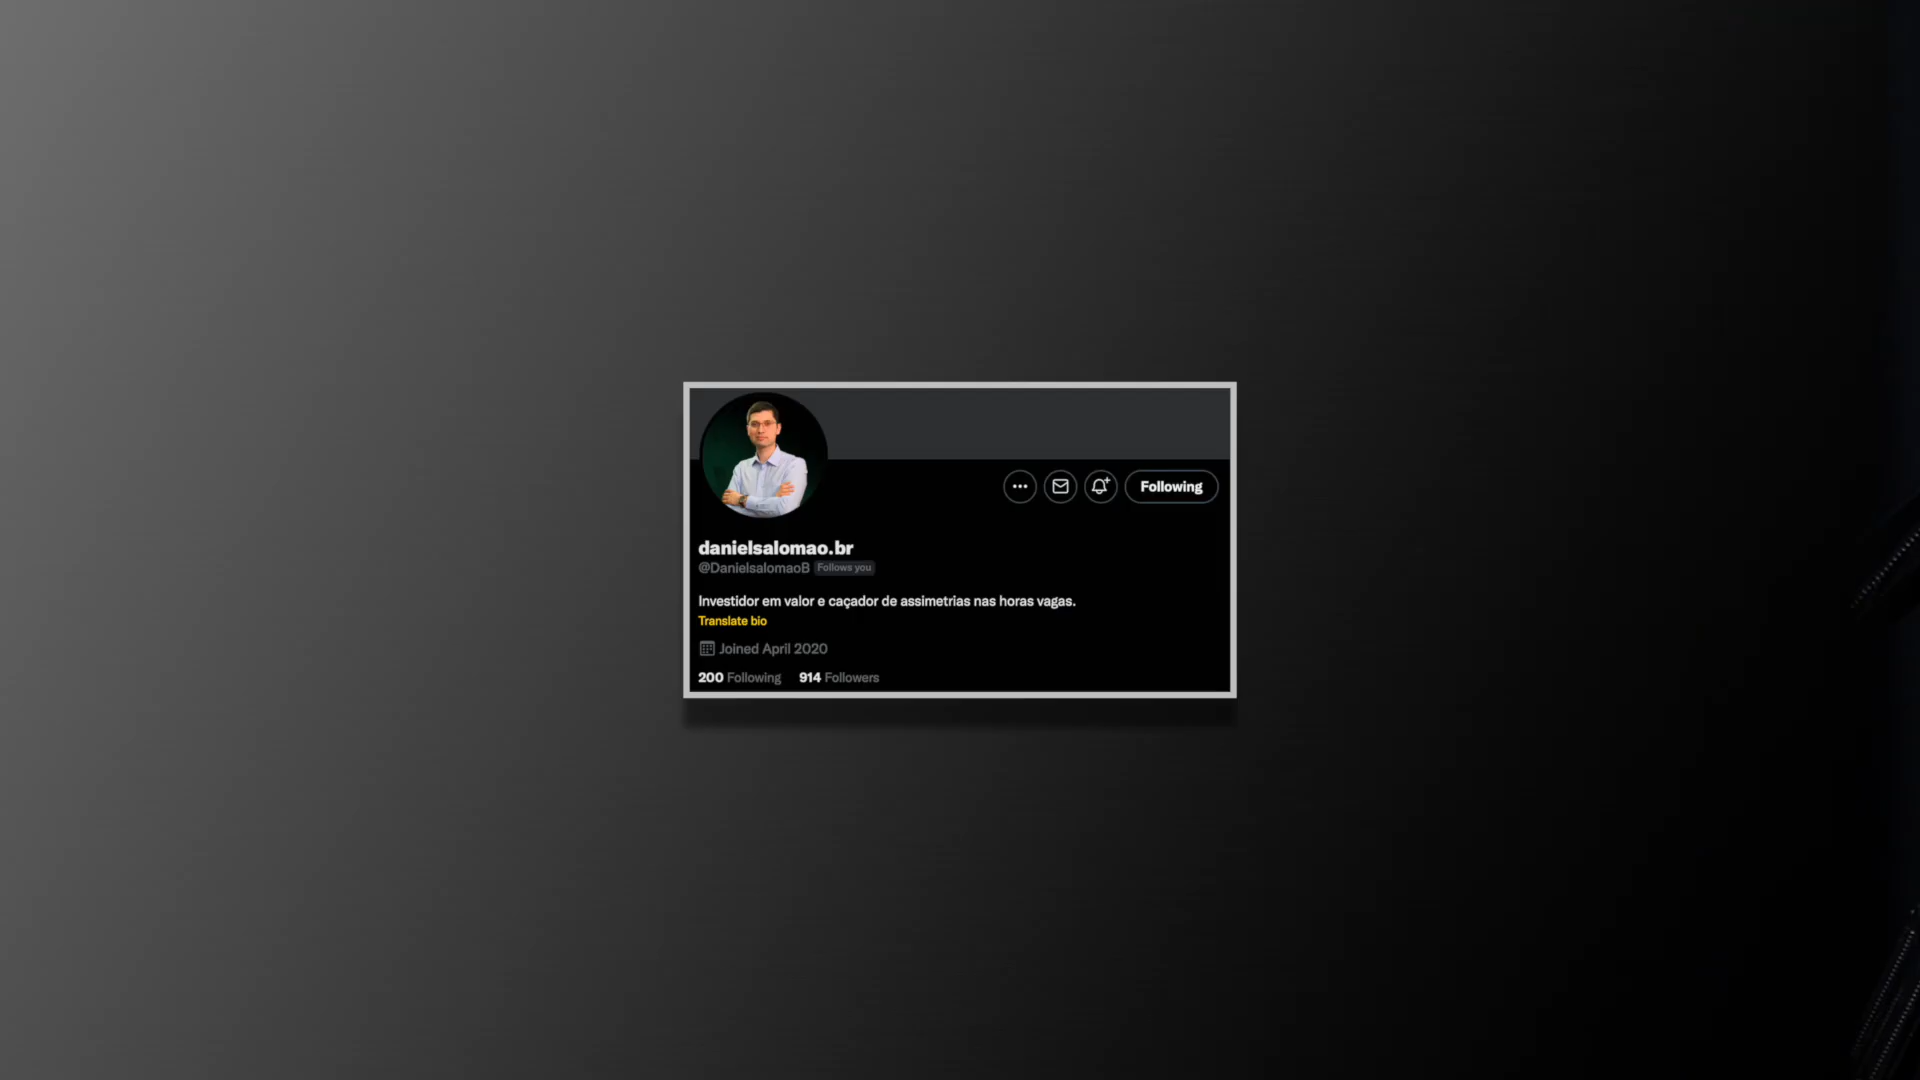 Following
danielsalomao.br
@DanielsalomaoB Follows you
Investidor em valor e caçador de assimetrias nas horas vagas.
Translate bio
Joined April 2020
200 Following 914 Followers